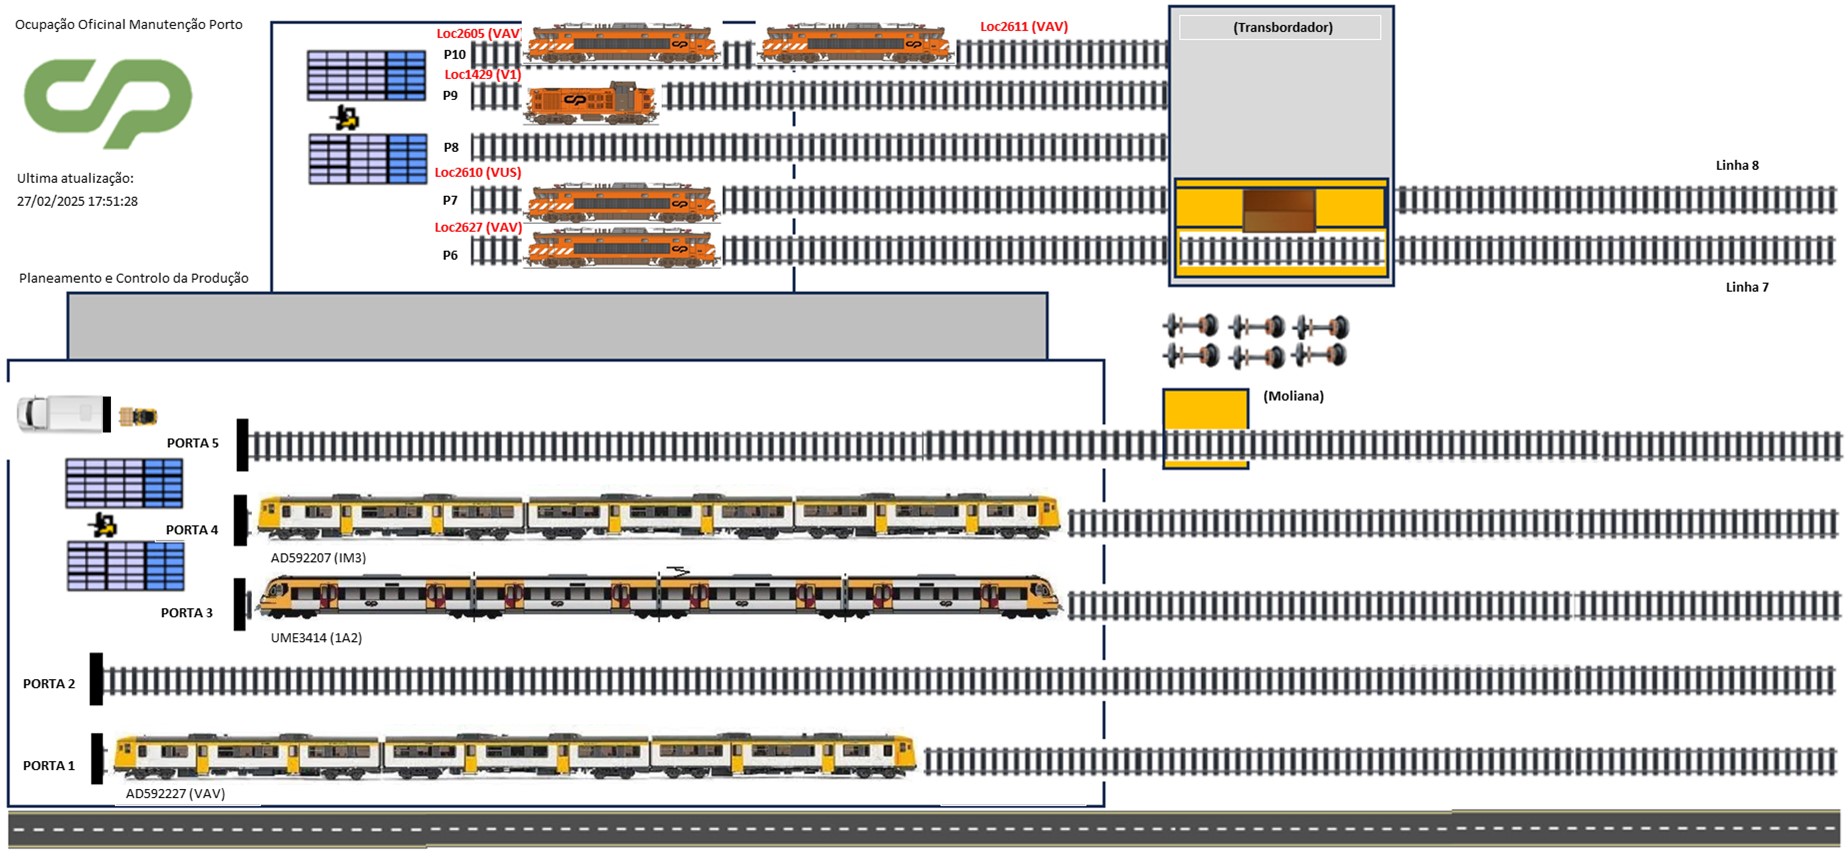 Ocupação Oficinal Manutenção Porto
Loc2605 (VAV)
Loc2611 (VAV)
(Transbordador)
P10
Loc1429 (V1)
P9
P8
Linha 8
Ultima atualização:
27/02/2025 17:51:28
Loc2610 (VUS)
P7
Loc2627 (VAV)
P6
Planeamento e Controlo da Produção
Linha 7
(Moliana)
PORTA 5
PORTA 4
AD592207 (IM3)
PORTA 3
UME3414 (1A2)
PORTA 2
PORTA 1
AD592227 (VAV)